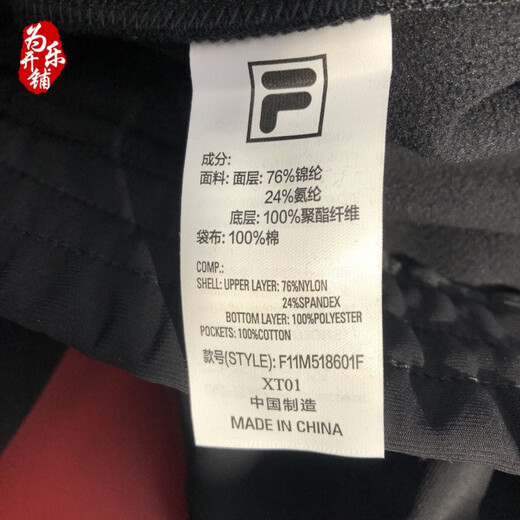 为乐
开铺
F
成分:
面料: 面层: 76%锦纶
24%氨纶
底层: 100%聚酯纤维
袋布: 100%棉
COMP.:
SHELL: UPPER LAYER: 76%NYLON
24%SPANDEX
BOTTOM LAYER: 100%POLYESTER
POCKETS: 100%COTTON
款号(STYLE): F11M518601F
XT01
中国制造
MADE IN CHINA